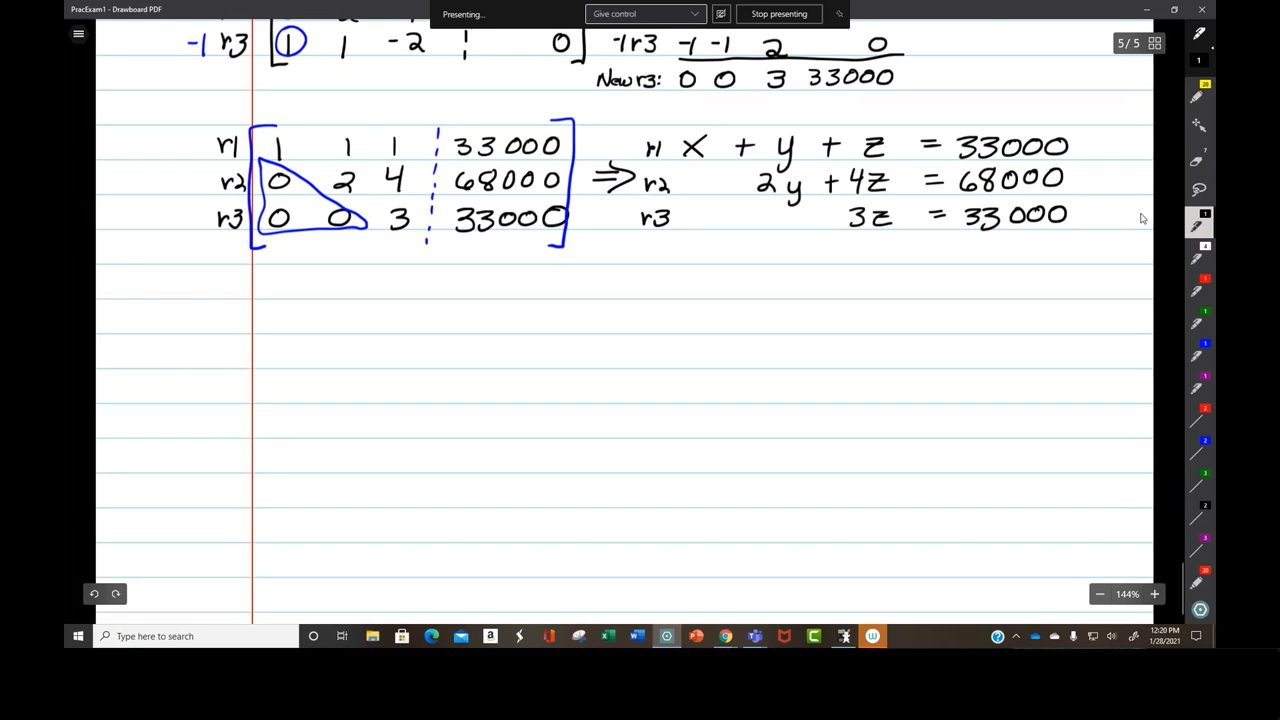 PracExam1 - Drawboard PDF
Presenting...
Give control
Stop presenting
-1 r3 1 1 -2 0 -1r3 -1 -1 2 0
5 / 5
New r3: 0 0 3 33000
r1 1 1 1 33000 ⇒ r1 x + y + z = 33000
r2 0 2 4 68000 r2 2y + 4z = 68000
r3 0 0 3 33000 r3 3z = 33000
144%
Type here to search
12:20 PM
1/28/2021